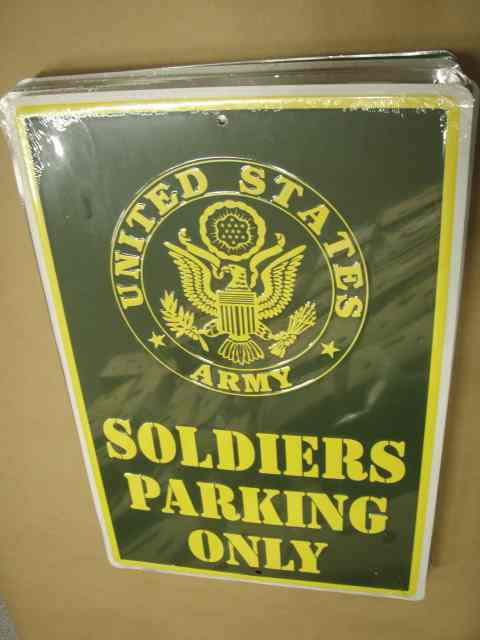 UNITED STATES
ARMY
SOLDIERS
PARKING
ONLY